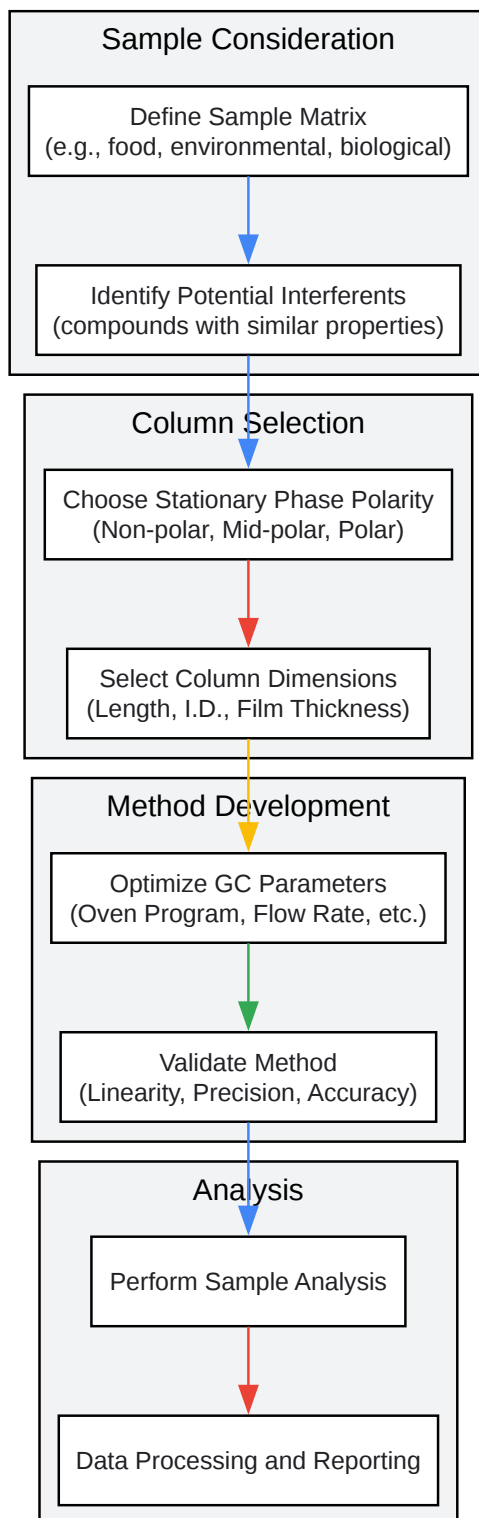 Sample Consideration
Define Sample Matrix
(e.g., food, environmental, biological)
Identify Potential Interferents
(compounds with similar properties)
Column Selection
Choose Stationary Phase Polarity
(Non-polar, Mid-polar, Polar)
Select Column Dimensions
(Length, I.D., Film Thickness)
Method Development
Optimize GC Parameters
(Oven Program, Flow Rate, etc.)
Validate Method
(Linearity, Precision, Accuracy)
Analysis
Perform Sample Analysis
Data Processing and Reporting